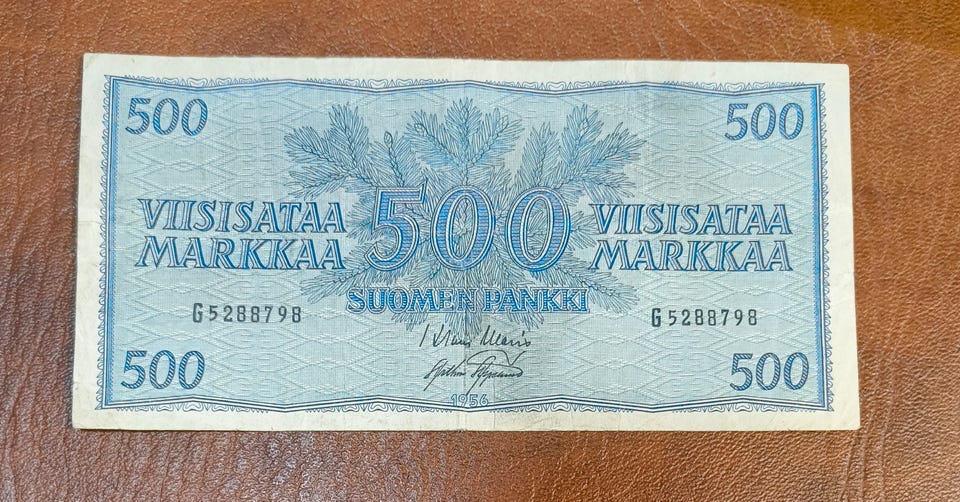 500 500
VIISISATAA MARKKAA 500 VIISISATAA MARKKAA
SUOMEN PANKKI
G5288798 G5288798
500 500
1956